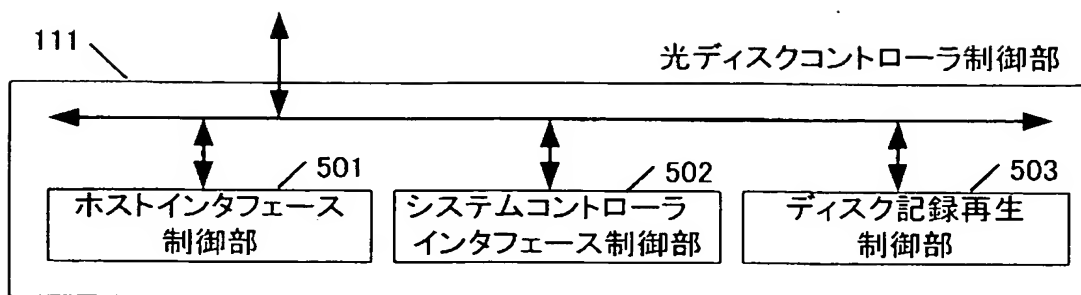 111
光ディスクコントローラ制御部
501
ホストインタフェース
制御部
502
システムコントローラ
インタフェース制御部
503
ディスク記録再生
制御部